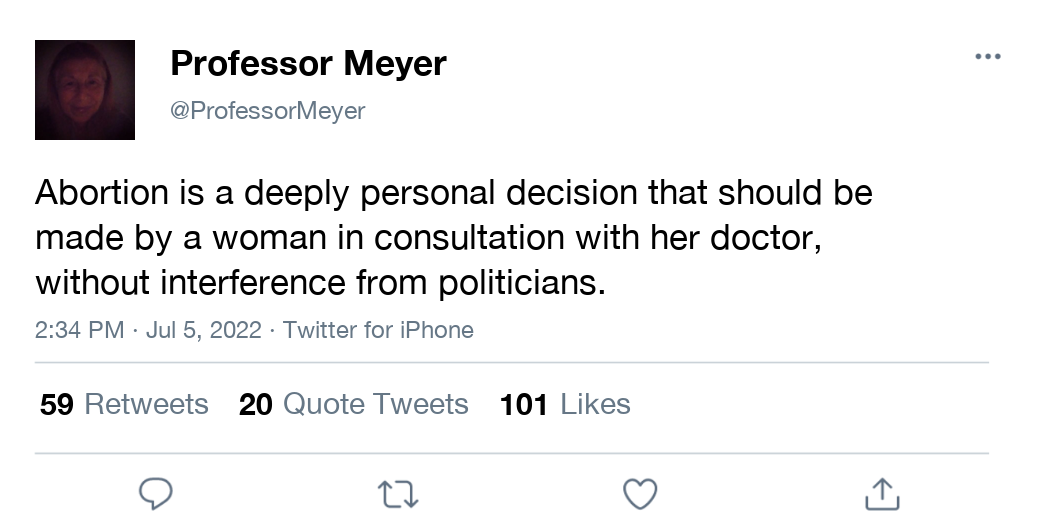 Professor Meyer
@ProfessorMeyer
Abortion is a deeply personal decision that should be
made by a woman in consultation with her doctor,
without interference from politicians.
2:34 PM · Jul 5, 2022 · Twitter for iPhone
59 Retweets 20 Quote Tweets 101 Likes